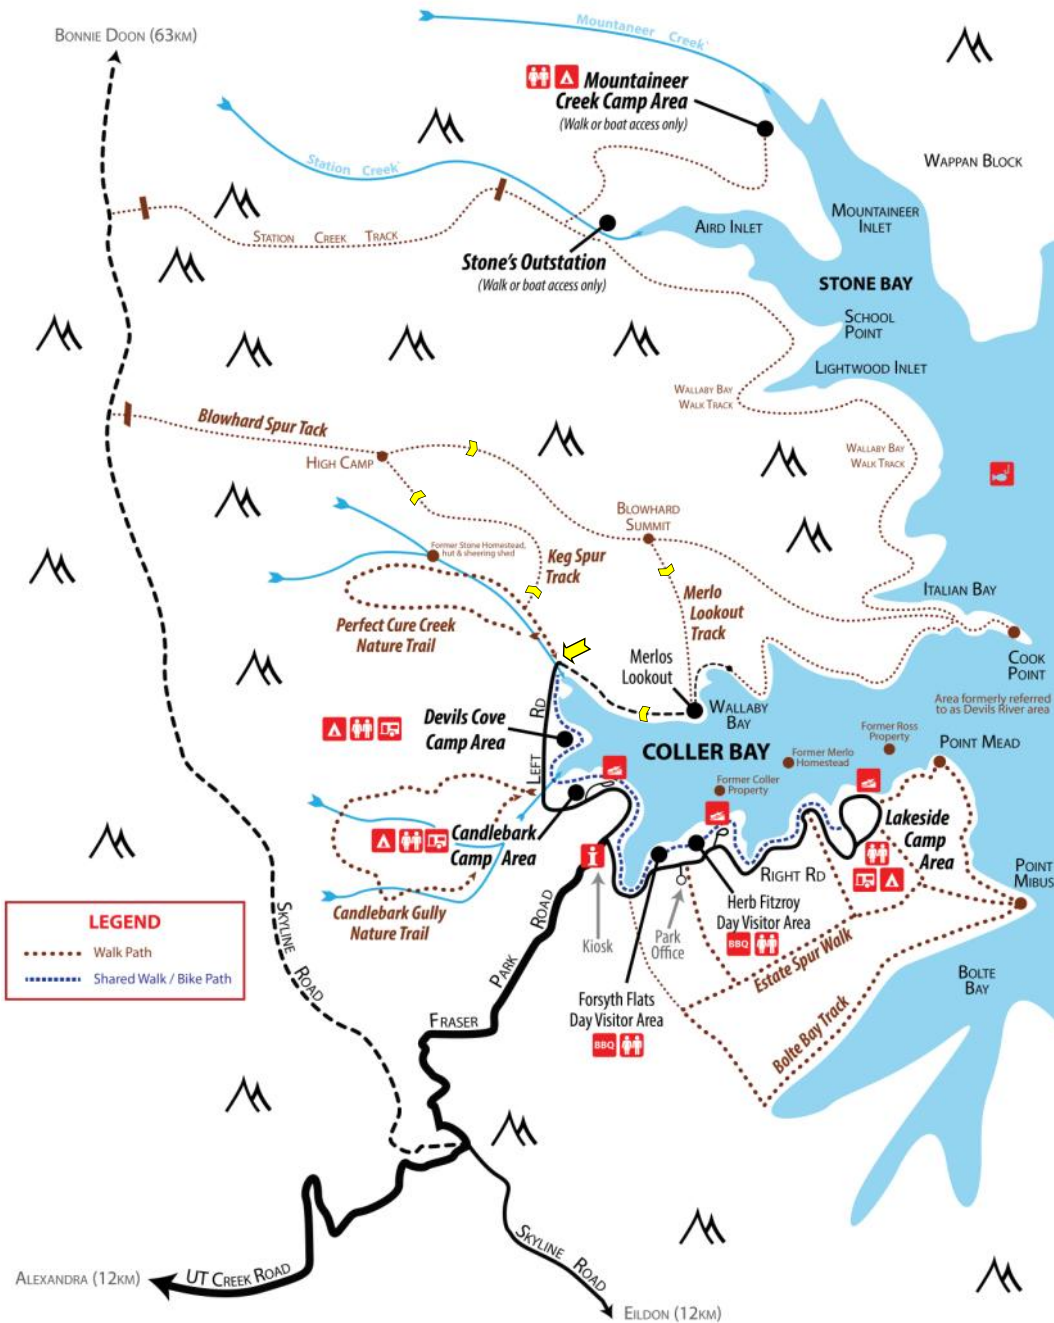 BONNIE DOON (63KM)
Mountaneer Creek`
Mountaineer
Creek Camp Area
(Walk or boat access only)
WAPPAN BLOCK
Station Creek`
MOUNTAINEER
INLET
AIRD INLET
STATION CREEK TRACK
Stone's Outstation
(Walk or boat access only)
STONE BAY
SCHOOL
POINT
LIGHTWOOD INLET
WALLABY BAY
WALK TRACK
Blowhard Spur Tack
HIGH CAMP
WALLABY BAY
WALK TRACK
BLOWHARD
SUMMIT
Former Stone Homestead,
hut & sheering shed
Keg Spur
Track
Merlo
Lookout
Track
ITALIAN BAY
Perfect Cure Creek
Nature Trail
Merlos
Lookout
COOK
POINT
WALLABY
BAY
Area formerly referred
to as Devils River area
LEFT RD
Devils Cove
Camp Area
COLLER BAY
Former Ross
Property
POINT MEAD
Former Merlo
Homestead
Former Coller
Property
Candlebark
Camp Area
Lakeside
Camp
Area
i
RIGHT RD
POINT
MIBUS
Candlebark Gully
Nature Trail
Kiosk
Park
Office
Herb Fitzroy
Day Visitor Area
BBQ
LEGEND
Walk Path
Shared Walk / Bike Path
SKYLINE ROAD
FRASER PARK ROAD
Forsyth Flats
Day Visitor Area
BBQ
Estate Spur Walk
Bolte Bay Track
BOLTE
BAY
SKYLINE ROAD
ALEXANDRA (12KM)
UT CREEK ROAD
EILDON (12KM)